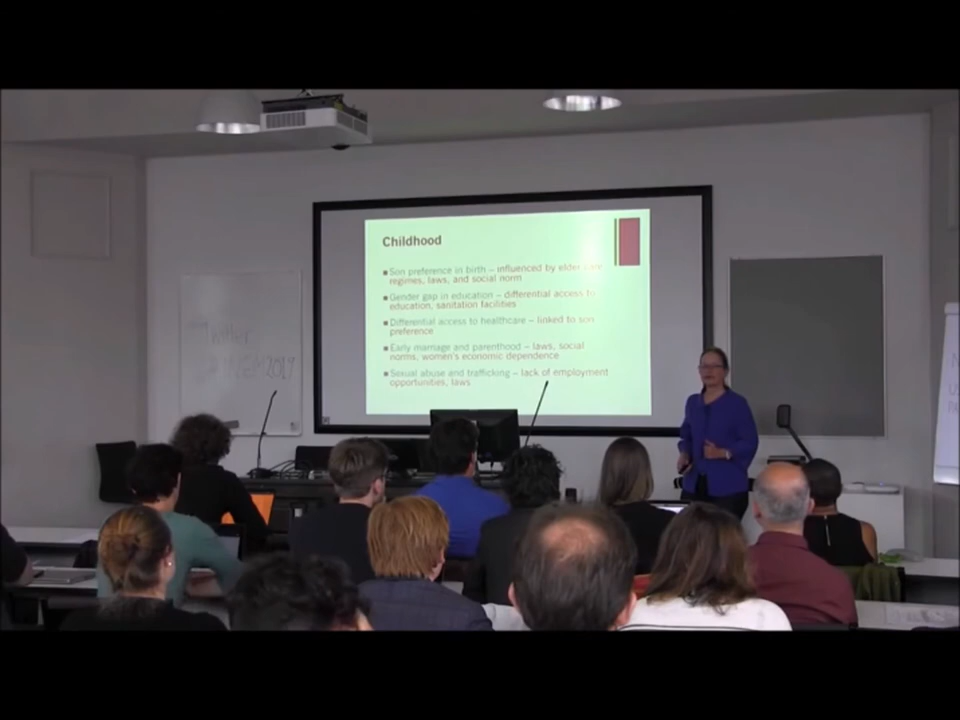 Childhood
Son preference in birth – influenced by elder care
regimes, laws, and social norm
Gender gap in education – differential access to
education, sanitation facilities
Differential access to healthcare – linked to son
preference
Early marriage and parenthood – laws, social
norms, women's economic dependence
Sexual abuse and trafficking – lack of employment
opportunities, laws
Twitter
2017